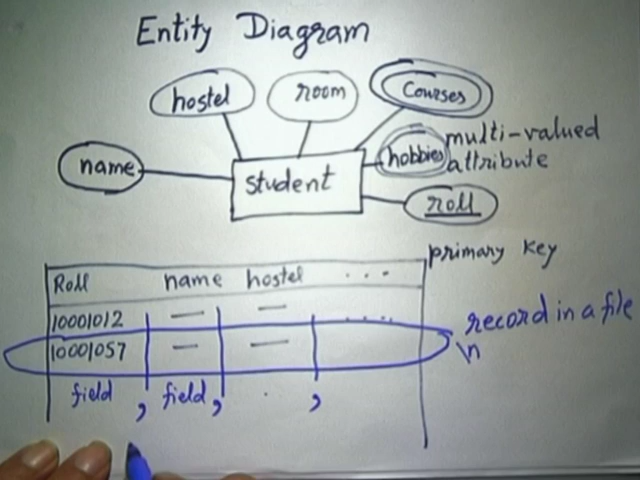 Entity Diagram
hostel
room
Courses
name
student
hobbies
multi-valued
attribute
roll
primary key
Roll name hostel ...
10001012
10001057
record in a file
\n
field, field, . ,